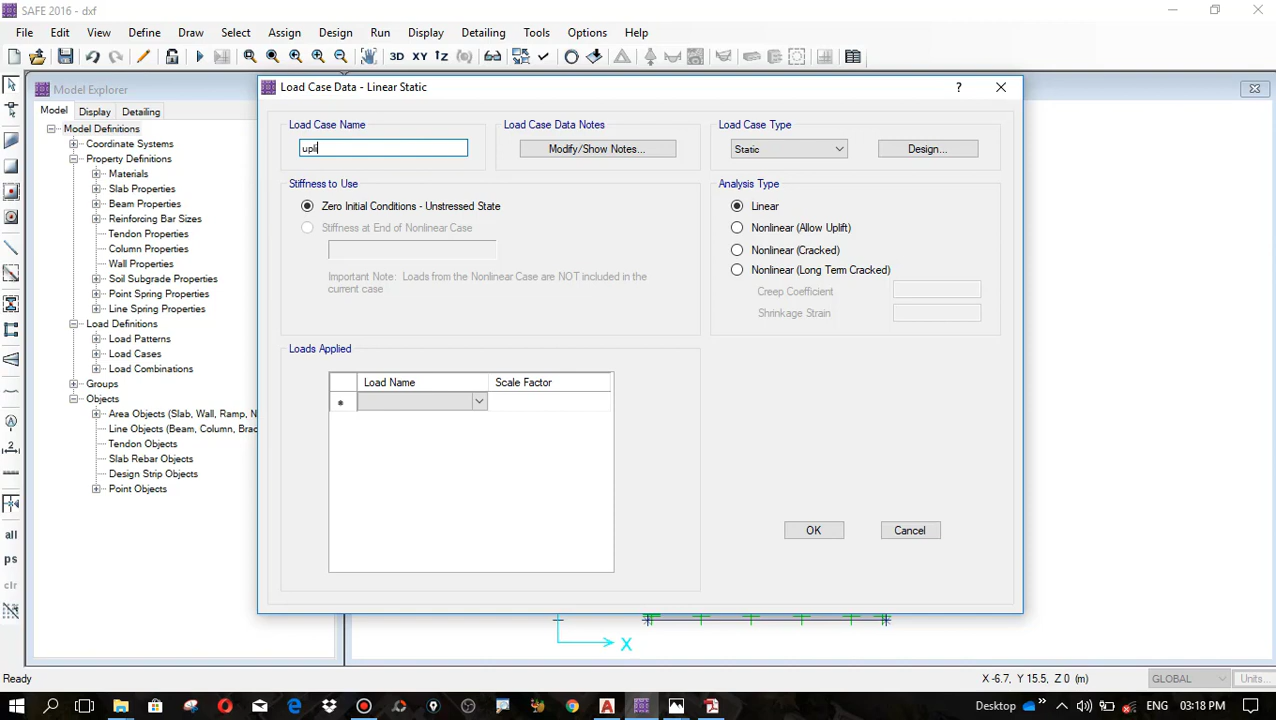 SAFE 2016 - dxf
File Edit View Define Draw Select Assign Design Run Display Detailing Tools Options Help
3D XY
Model Explorer
Model Display Detailing
Model Definitions
Coordinate Systems
Property Definitions
Materials
Slab Properties
Beam Properties
Reinforcing Bar Sizes
Tendon Properties
Column Properties
Wall Properties
Soil Subgrade Properties
Point Spring Properties
Line Spring Properties
Load Definitions
Load Patterns
Load Cases
Load Combinations
Groups
Objects
Area Objects (Slab, Wall, Ramp, N
Line Objects (Beam, Column, Brac
Tendon Objects
Slab Rebar Objects
Design Strip Objects
Point Objects
all
ps
clr
Load Case Data - Linear Static
?
Load Case Name
upli
Load Case Data Notes
Modify/Show Notes...
Load Case Type
Static
Design...
Stiffness to Use
Zero Initial Conditions - Unstressed State
Stiffness at End of Nonlinear Case
Important Note: Loads from the Nonlinear Case are NOT included in the
current case
Analysis Type
Linear
Nonlinear (Allow Uplift)
Nonlinear (Cracked)
Nonlinear (Long Term Cracked)
Creep Coefficient
Shrinkage Strain
Loads Applied
Load Name Scale Factor
OK Cancel
X
Ready
X -6.7, Y 15.5, Z 0 (m)
GLOBAL
Units...
Desktop
ENG 03:18 PM